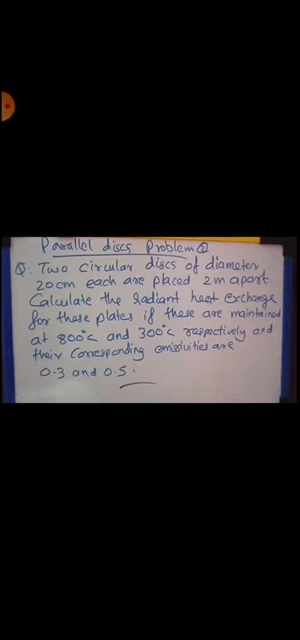 Parallel discs Problem ②
Q: Two circular discs of diameter
20cm each are placed 2m apart.
Calculate the radiant heat exchange
for these plates if these are maintained
at 800°c and 300°c respectively and
their corresponding emissivities are
0.3 and 0.5.